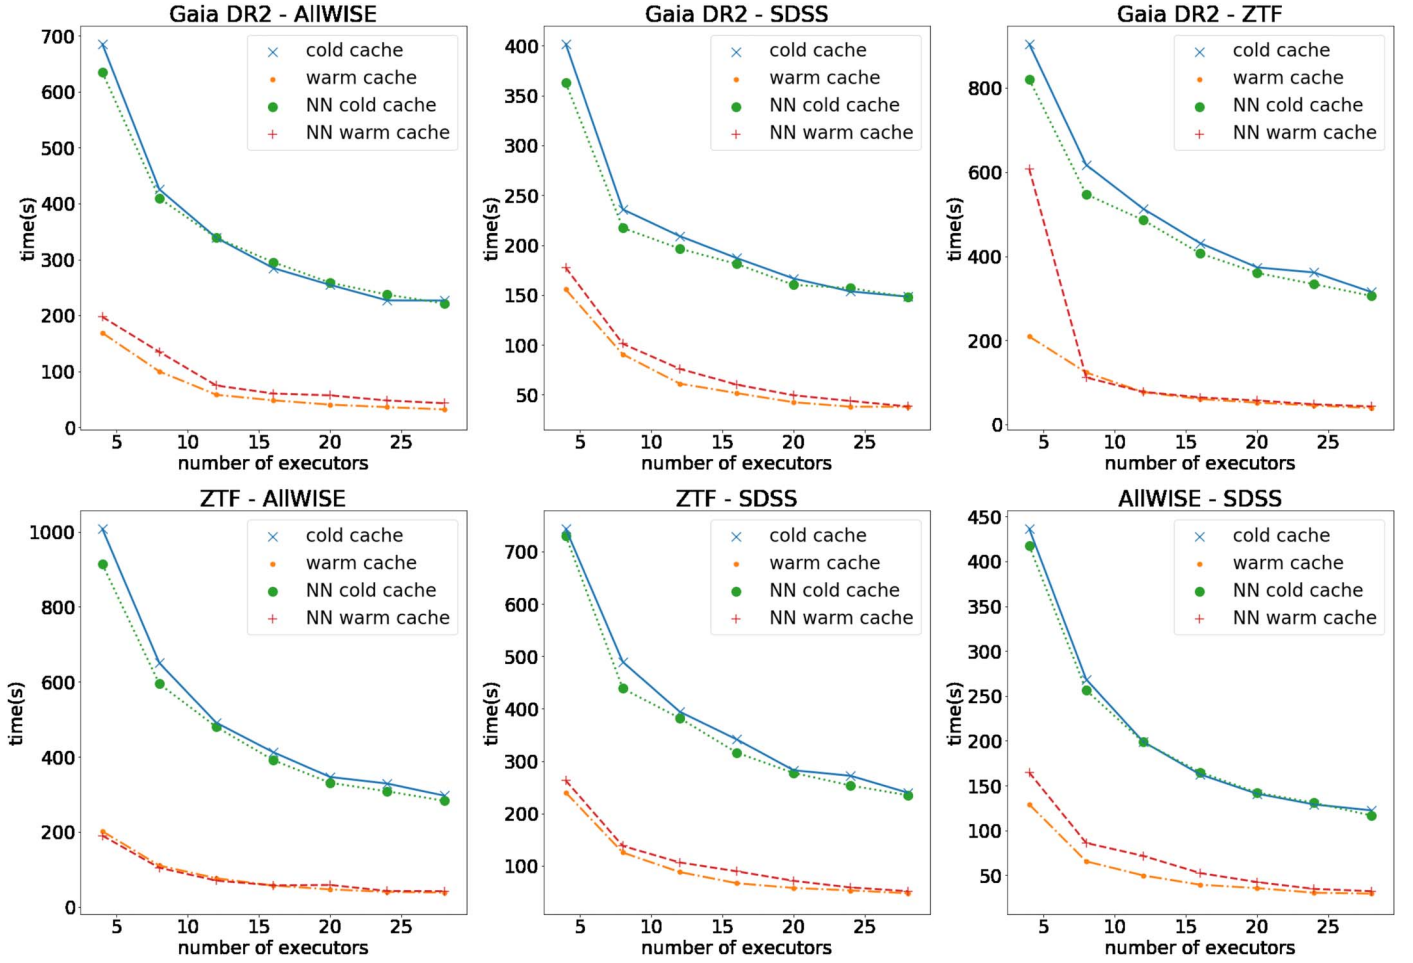 Gaia DR2 - AllWISE
700
600
500
400
300
200
100
0
time(s)
cold cache
warm cache
NN cold cache
NN warm cache
5 10 15 20 25
number of executors
Gaia DR2 - SDSS
400
350
300
250
200
150
100
50
time(s)
cold cache
warm cache
NN cold cache
NN warm cache
5 10 15 20 25
number of executors
Gaia DR2 - ZTF
800
600
400
200
0
time(s)
cold cache
warm cache
NN cold cache
NN warm cache
5 10 15 20 25
number of executors
ZTF - AllWISE
1000
800
600
400
200
0
time(s)
cold cache
warm cache
NN cold cache
NN warm cache
5 10 15 20 25
number of executors
ZTF - SDSS
700
600
500
400
300
200
100
time(s)
cold cache
warm cache
NN cold cache
NN warm cache
5 10 15 20 25
number of executors
AllWISE - SDSS
450
400
350
300
250
200
150
100
50
time(s)
cold cache
warm cache
NN cold cache
NN warm cache
5 10 15 20 25
number of executors